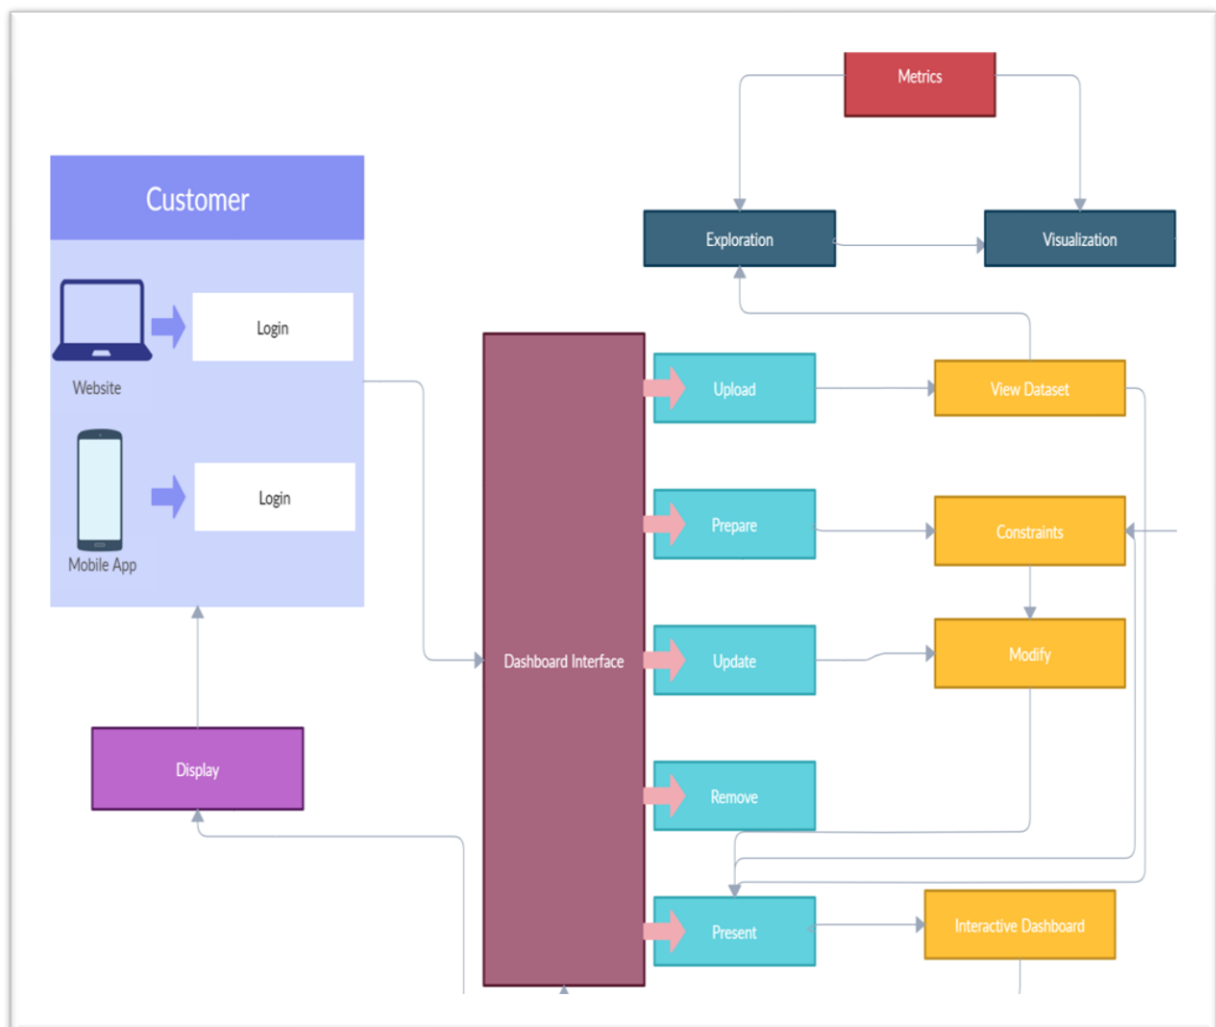 Metrics
Customer
Exploration
Visualization
Login
Website
Upload
View Dataset
Login
Mobile App
Prepare
Constraints
Dashboard Interface
Update
Modify
Display
Remove
Present
Interactive Dashboard